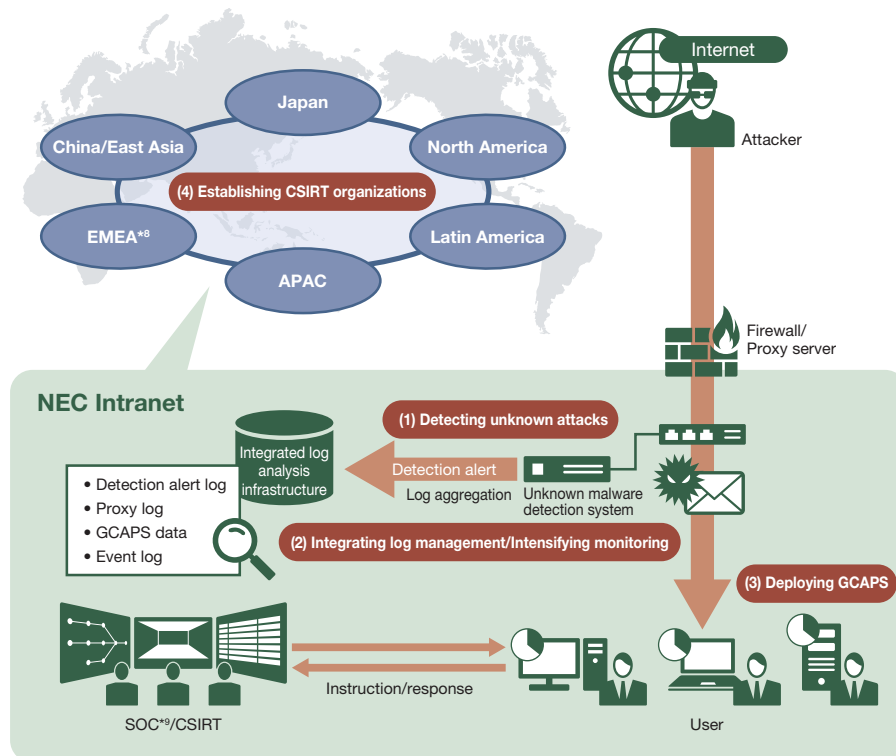 Internet
Attacker
Japan
China/East Asia
North America
(4) Establishing CSIRT organizations
EMEA*8
Latin America
APAC
Firewall/
Proxy server
NEC Intranet
(1) Detecting unknown attacks
Integrated log
analysis
infrastructure
Detection alert
Log aggregation
Unknown malware
detection system
• Detection alert log
• Proxy log
• GCAPS data
• Event log
(2) Integrating log management/Intensifying monitoring
(3) Deploying GCAPS
Instruction/response
SOC*9/CSIRT
User